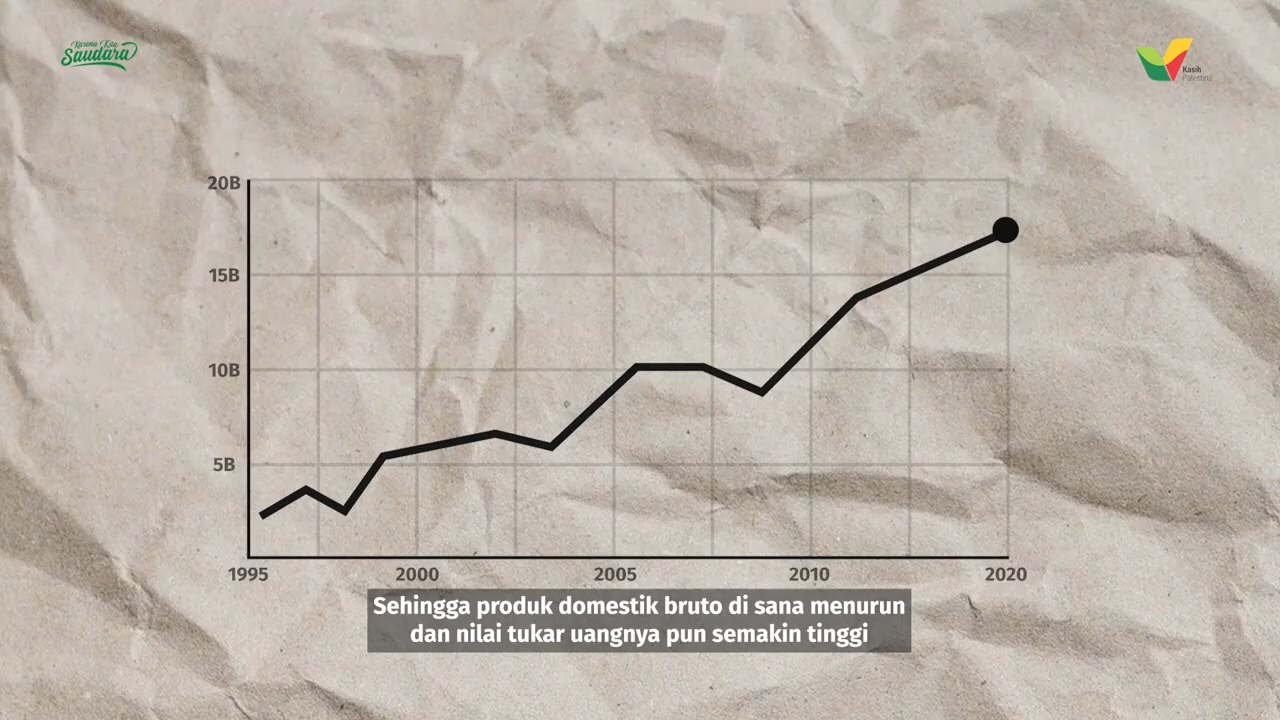 Karena Kita
Saudara
Kasih
Palestina
20B
15B
10B
5B
1995 2000 2005 2010 2020
Sehingga produk domestik bruto di sana menurun
dan nilai tukar uangnya pun semakin tinggi